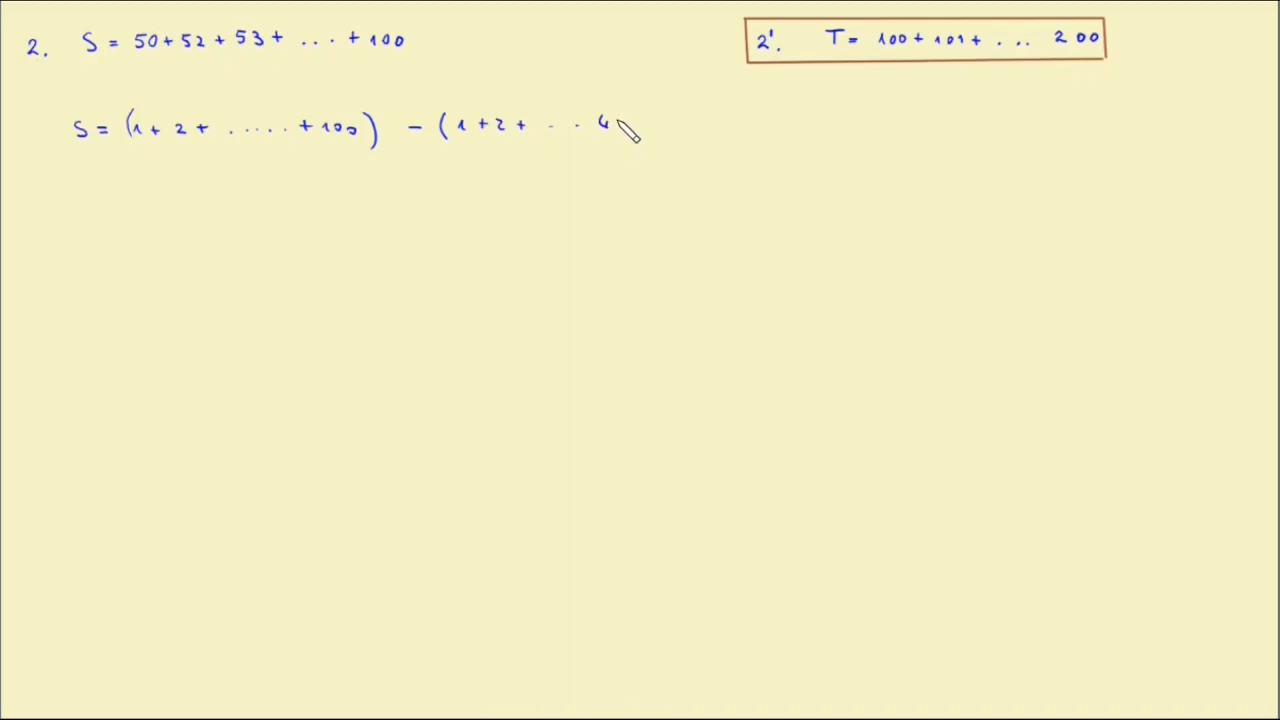 2. S = 50 + 52 + 53 + ... + 100
2'. T = 100 + 101 + .... 200
S = (1 + 2 + ..... + 100) - (1 + 2 + ... 4